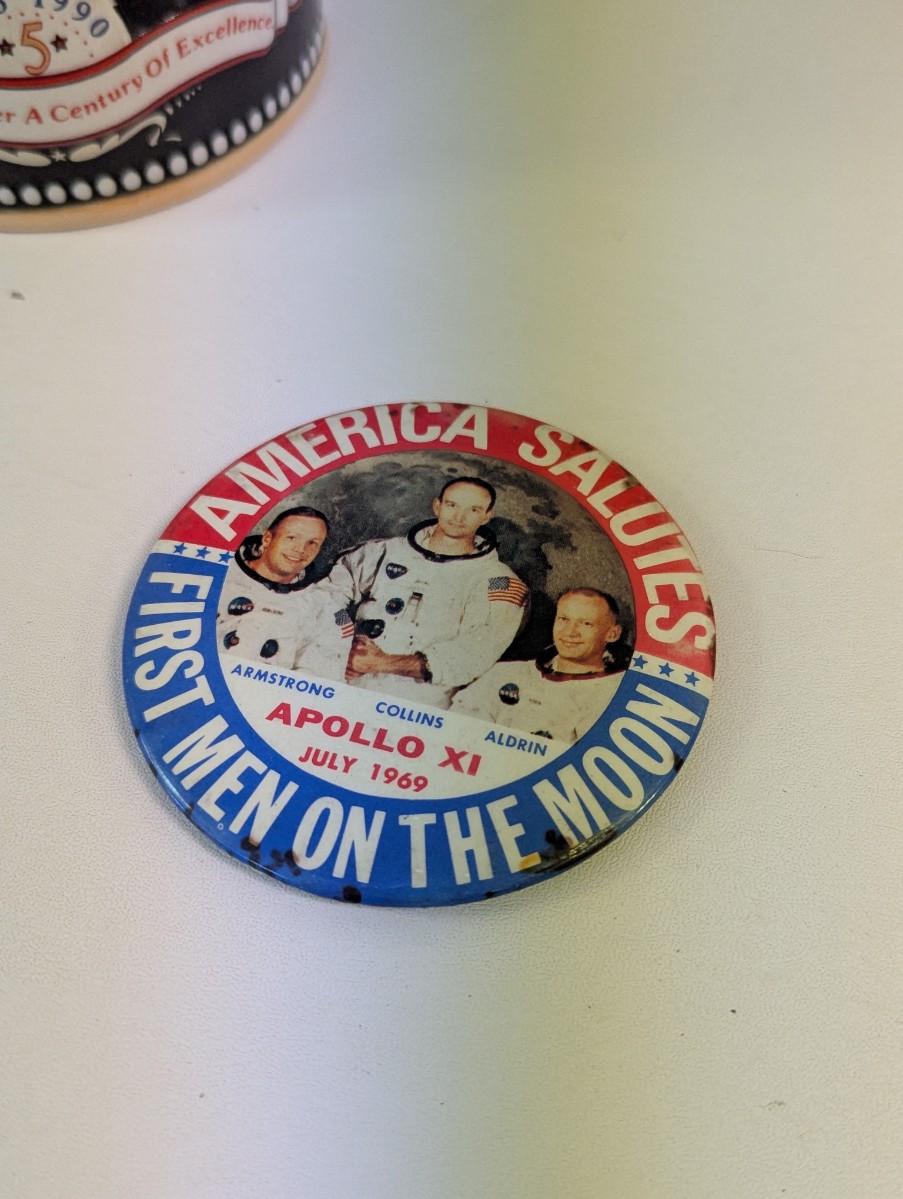 1990
5
A Century Of Excellence
AMERICA SALUTES
ARMSTRONG
COLLINS
ALDRIN
APOLLO XI
JULY 1969
FIRST MEN ON THE MOON